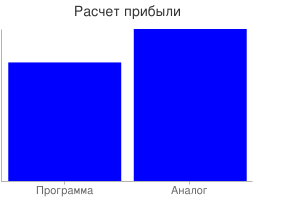 Расчет прибыли
Программа
Аналог